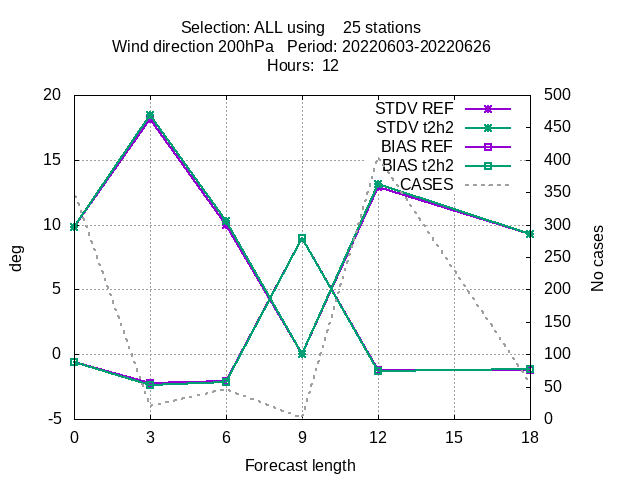 Selection: ALL using    25 stations
Wind direction 200hPa   Period: 20220603-20220626
Hours:  12
20
15
10
5
0
-5
deg
STDV REF
STDV t2h2
BIAS REF
BIAS t2h2
CASES
500
450
400
350
300
250
200
150
100
50
0
No cases
0 3 6 9 12 15 18
Forecast length